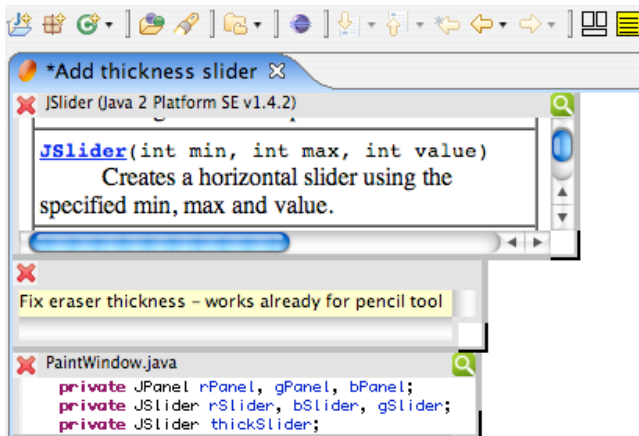 *Add thickness slider
JSlider (Java 2 Platform SE v1.4.2)
JSlider(int min, int max, int value)
Creates a horizontal slider using the
specified min, max and value.
Fix eraser thickness – works already for pencil tool
PaintWindow.java
private JPanel rPanel, gPanel, bPanel;
private JSlider rSlider, bSlider, gSlider;
private JSlider thickSlider;